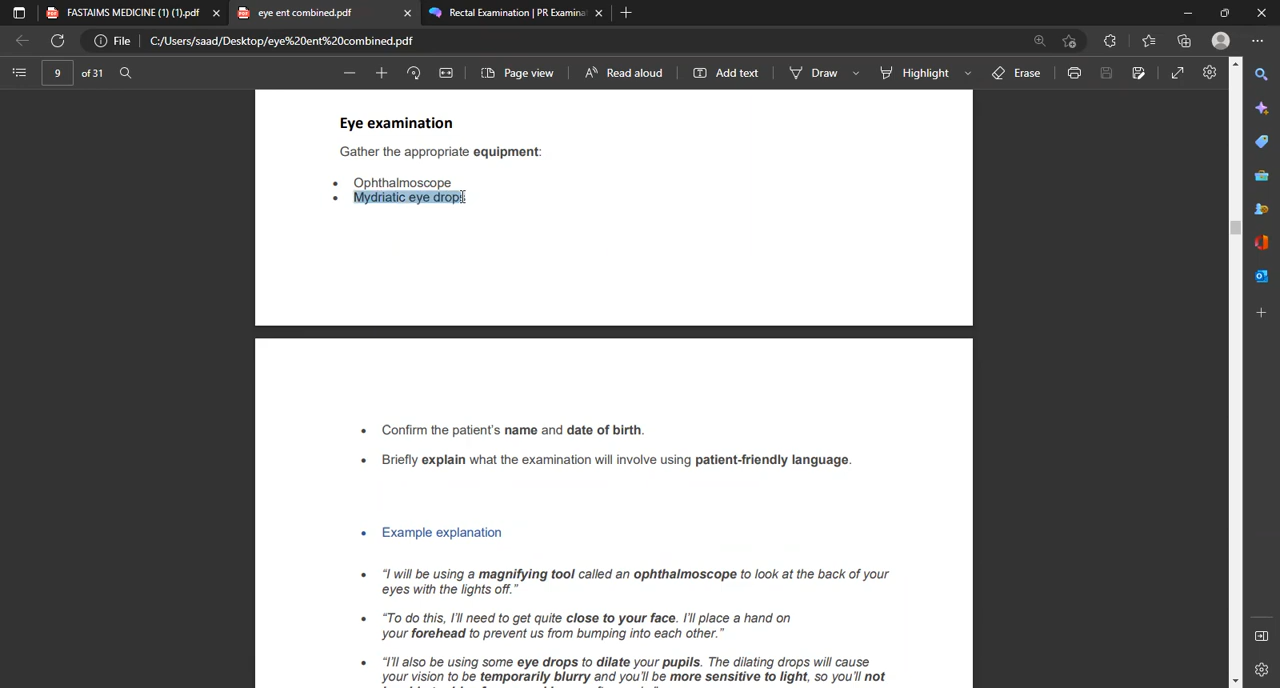 FASTAIMS MEDICINE (1) (1).pdf
eye ent combined.pdf
Rectal Examination | PR Examina
File
C:/Users/saad/Desktop/eye%20ent%20combined.pdf
9 of 31
Page view
Read aloud
Add text
Draw
Highlight
Erase
Eye examination
Gather the appropriate equipment:
• Ophthalmoscope
• Mydriatic eye drops
• Confirm the patient's name and date of birth.
• Briefly explain what the examination will involve using patient-friendly language.
• Example explanation
• “I will be using a magnifying tool called an ophthalmoscope to look at the back of your
eyes with the lights off.”
• “To do this, I’ll need to get quite close to your face. I’ll place a hand on
your forehead to prevent us from bumping into each other.”
• “I’ll also be using some eye drops to dilate your pupils. The dilating drops will cause
your vision to be temporarily blurry and you’ll be more sensitive to light, so you’ll not